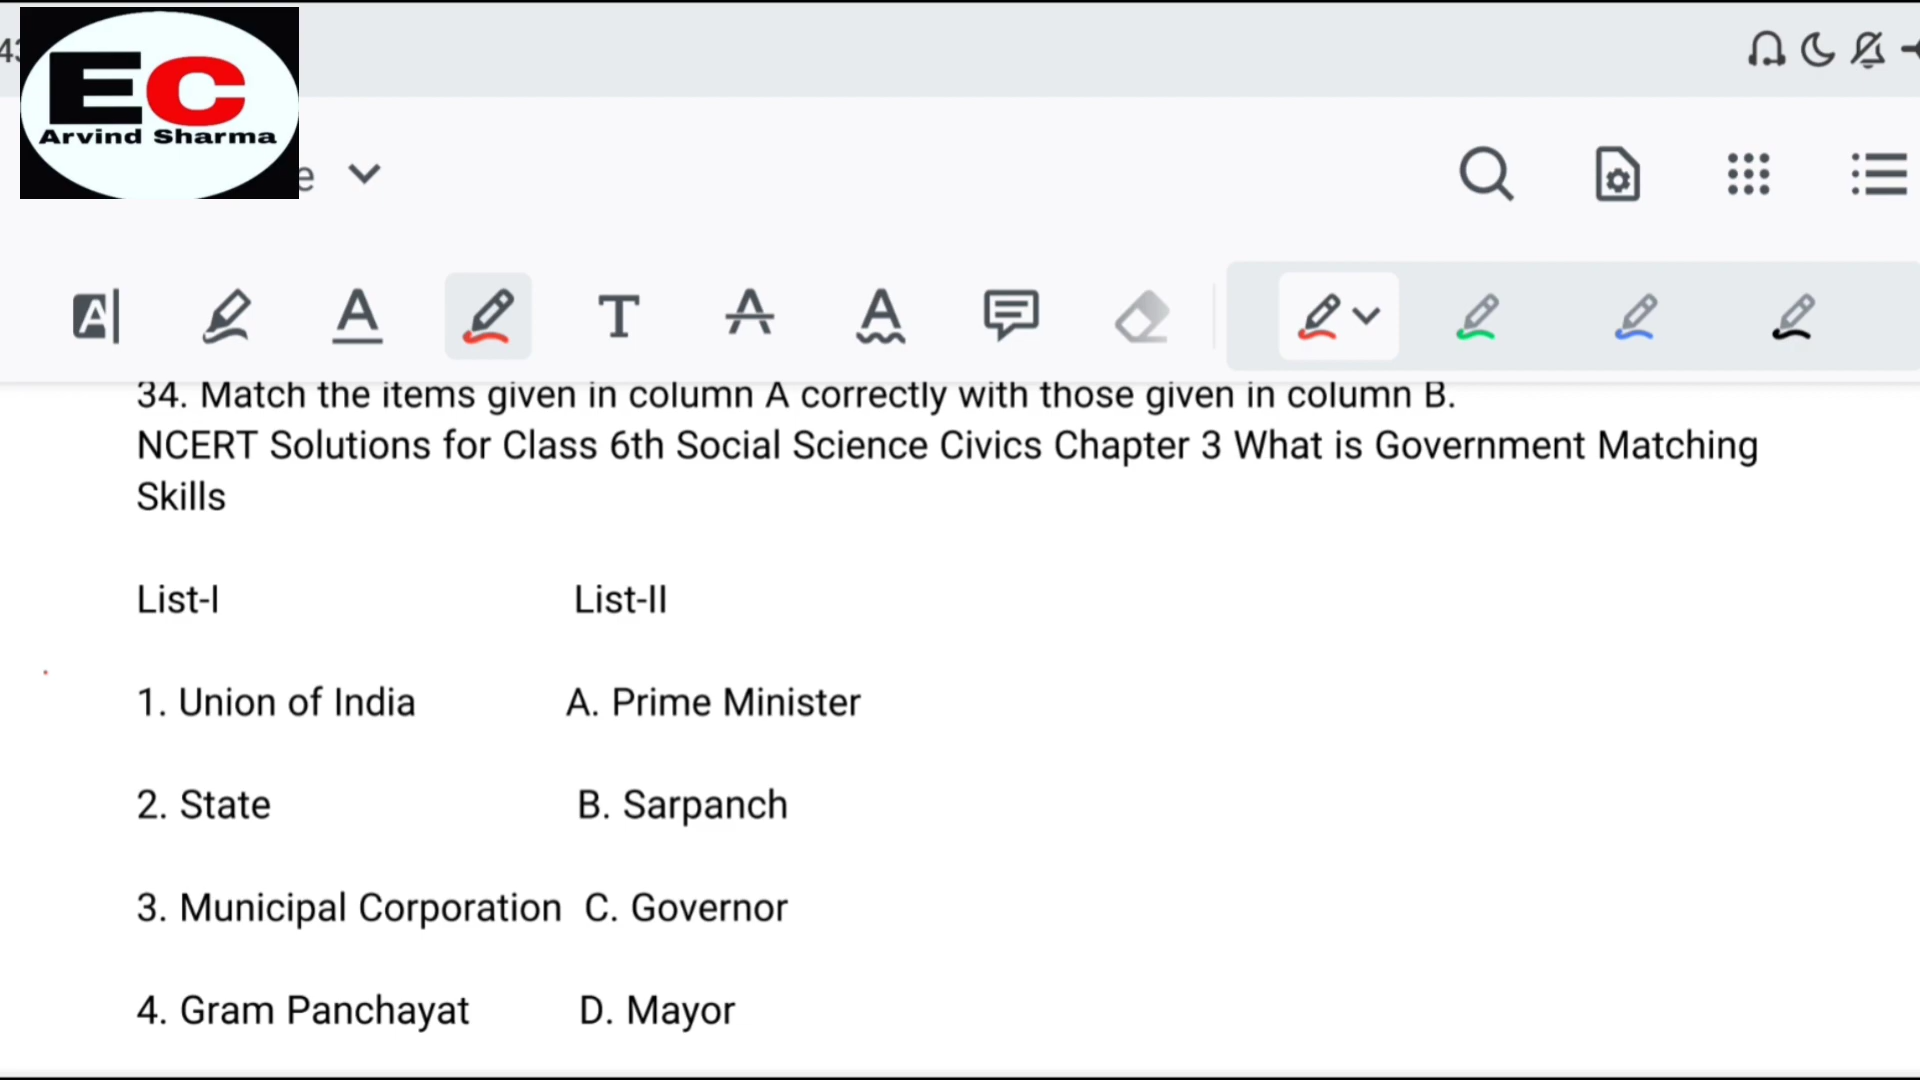 43
EC
Arvind Sharma
e
34. Match the items given in column A correctly with those given in column B.
NCERT Solutions for Class 6th Social Science Civics Chapter 3 What is Government Matching
Skills
List-I List-II
1. Union of India A. Prime Minister
2. State B. Sarpanch
3. Municipal Corporation C. Governor
4. Gram Panchayat D. Mayor